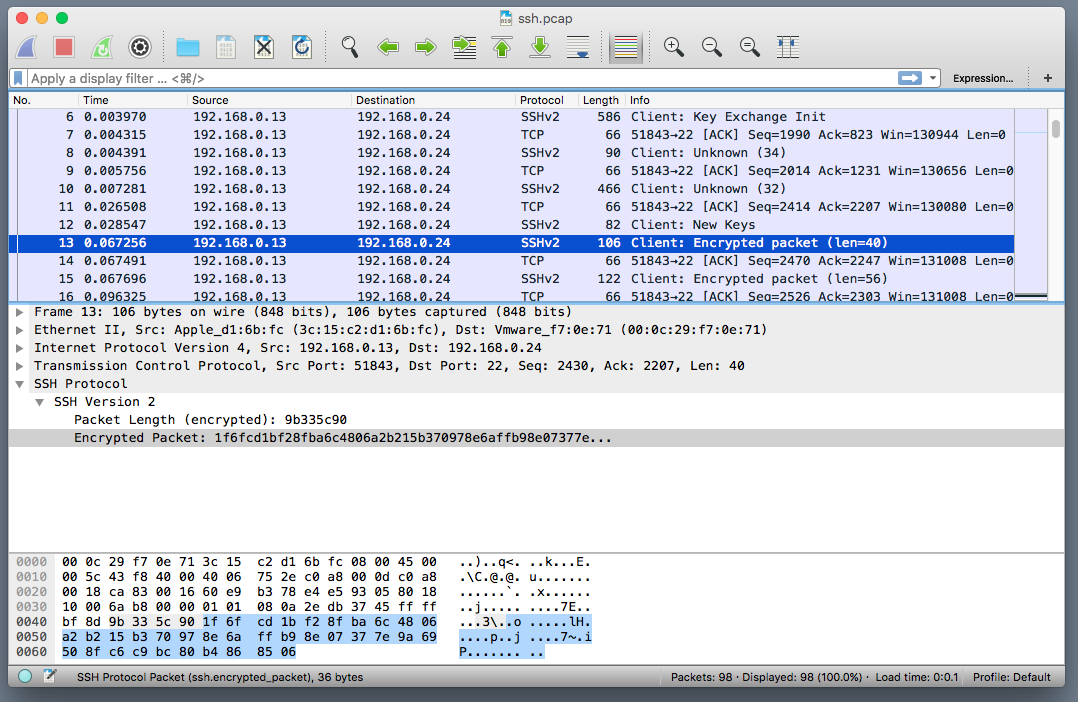 ssh.pcap
Apply a display filter ... <⌘/>
Expression...
+
No. Time Source Destination Protocol Length Info
6 0.003970 192.168.0.13 192.168.0.24 SSHv2 586 Client: Key Exchange Init
7 0.004315 192.168.0.13 192.168.0.24 TCP 66 51843→22 [ACK] Seq=1990 Ack=823 Win=130944 Len=0
8 0.004391 192.168.0.13 192.168.0.24 SSHv2 90 Client: Unknown (34)
9 0.005756 192.168.0.13 192.168.0.24 TCP 66 51843→22 [ACK] Seq=2014 Ack=1231 Win=130656 Len=0
10 0.007281 192.168.0.13 192.168.0.24 SSHv2 466 Client: Unknown (32)
11 0.026508 192.168.0.13 192.168.0.24 TCP 66 51843→22 [ACK] Seq=2414 Ack=2207 Win=130080 Len=0
12 0.028547 192.168.0.13 192.168.0.24 SSHv2 82 Client: New Keys
13 0.067256 192.168.0.13 192.168.0.24 SSHv2 106 Client: Encrypted packet (len=40)
14 0.067491 192.168.0.13 192.168.0.24 TCP 66 51843→22 [ACK] Seq=2470 Ack=2247 Win=131008 Len=0
15 0.067696 192.168.0.13 192.168.0.24 SSHv2 122 Client: Encrypted packet (len=56)
16 0.096325 192.168.0.13 192.168.0.24 TCP 66 51843→22 [ACK] Seq=2526 Ack=2303 Win=131008 Len=0
Frame 13: 106 bytes on wire (848 bits), 106 bytes captured (848 bits)
Ethernet II, Src: Apple_d1:6b:fc (3c:15:c2:d1:6b:fc), Dst: Vmware_f7:0e:71 (00:0c:29:f7:0e:71)
Internet Protocol Version 4, Src: 192.168.0.13, Dst: 192.168.0.24
Transmission Control Protocol, Src Port: 51843, Dst Port: 22, Seq: 2430, Ack: 2207, Len: 40
SSH Protocol
SSH Version 2
Packet Length (encrypted): 9b335c90
Encrypted Packet: 1f6fcd1bf28fba6c4806a2b215b370978e6affb98e07377e...
0000 00 0c 29 f7 0e 71 3c 15 c2 d1 6b fc 08 00 45 00 ..)..q<. ..k...E.
0010 00 5c 43 f8 40 00 40 06 75 2e c0 a8 00 0d c0 a8 .\C.@.@. u.......
0020 00 18 ca 83 00 16 60 e9 b3 78 e4 e5 93 05 80 18 ......`. .x......
0030 10 00 6a b8 00 00 01 01 08 0a 2e db 37 45 ff ff ..j..... ....7E..
0040 bf 8d 9b 33 5c 90 1f 6f cd 1b f2 8f ba 6c 48 06 ...3\..o .....lH.
0050 a2 b2 15 b3 70 97 8e 6a ff b9 8e 07 37 7e 9a 69 ....p..j ....7~.i
0060 50 8f c6 c9 bc 80 b4 86 85 06 P....... ..
SSH Protocol Packet (ssh.encrypted_packet), 36 bytes
Packets: 98 · Displayed: 98 (100.0%) · Load time: 0:0.1
Profile: Default